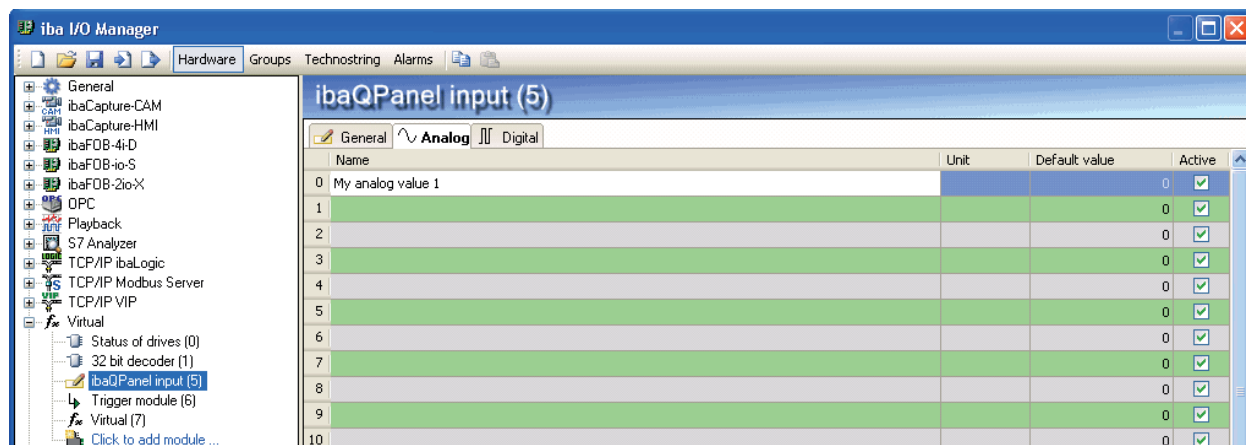 iba I/O Manager
Hardware Groups Technostring Alarms
General
ibaCapture-CAM
ibaCapture-HMI
ibaFOB-4i-D
ibaFOB-io-S
ibaFOB-2io-X
OPC
Playback
S7 Analyzer
TCP/IP ibaLogic
TCP/IP Modbus Server
TCP/IP VIP
Virtual
Status of drives (0)
32 bit decoder (1)
ibaQPanel input (5)
Trigger module (6)
Virtual (7)
Click to add module ...
ibaQPanel input (5)
General Analog Digital
Name Unit Default value Active
0 My analog value 1 0
1 0
2 0
3 0
4 0
5 0
6 0
7 0
8 0
9 0
10 0